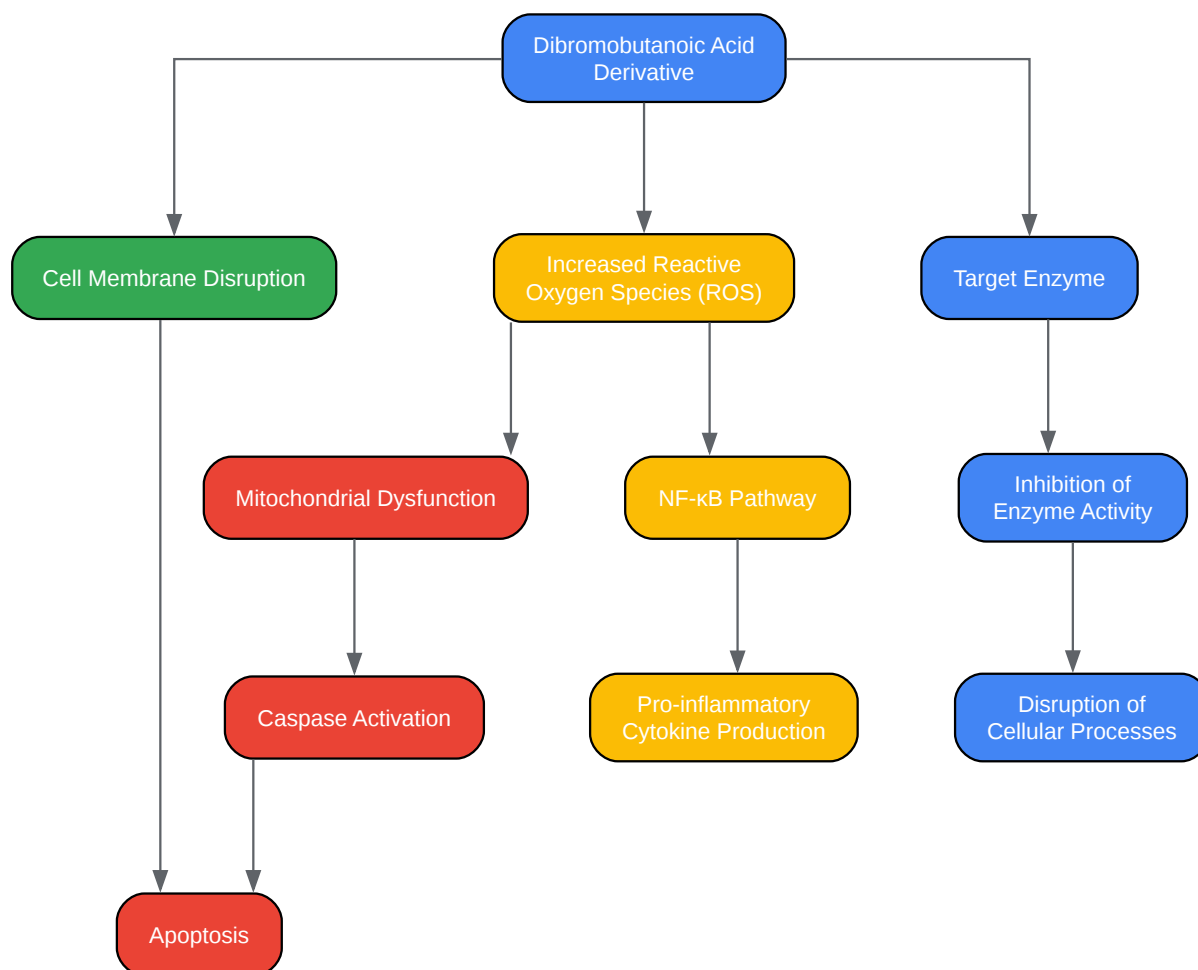 Dibromobutanoic Acid
Derivative
Cell Membrane Disruption
Increased Reactive
Oxygen Species (ROS)
Target Enzyme
Mitochondrial Dysfunction
NF-κB Pathway
Inhibition of
Enzyme Activity
Caspase Activation
Pro-inflammatory
Cytokine Production
Disruption of
Cellular Processes
Apoptosis